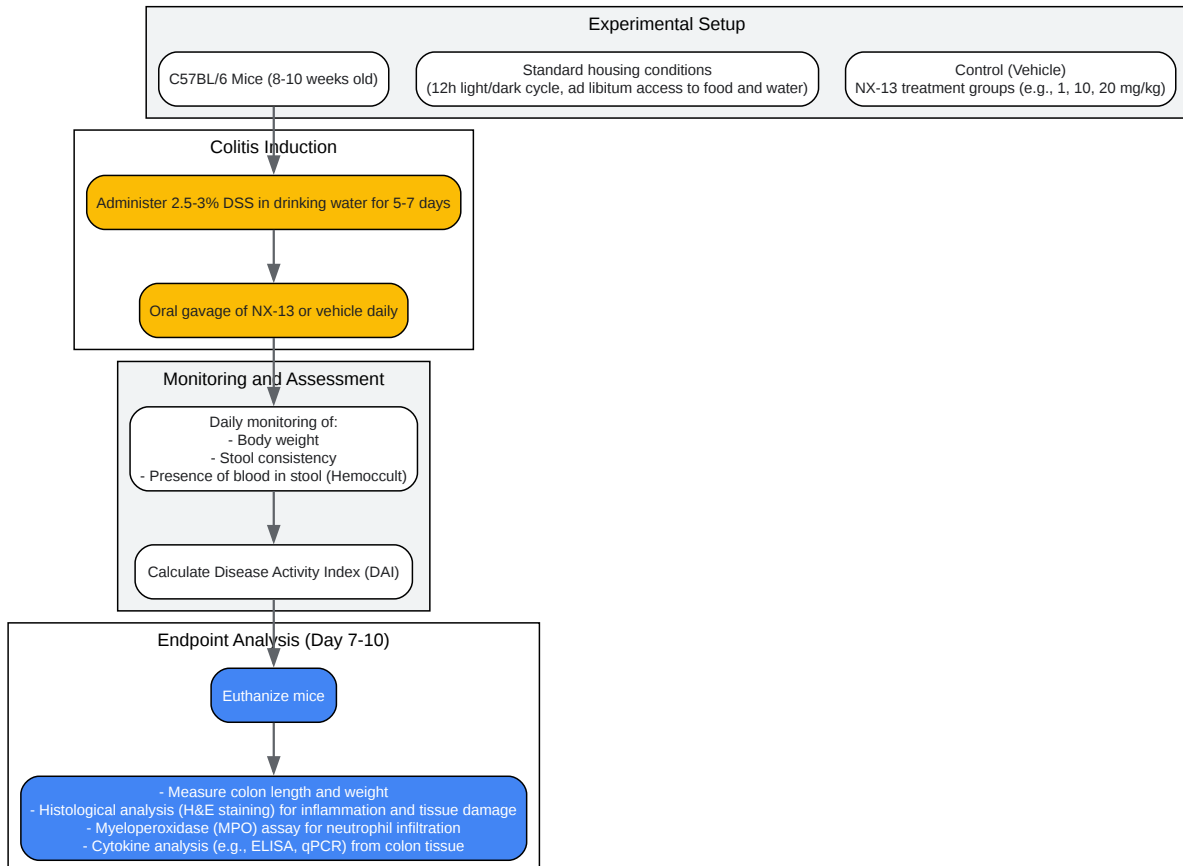 Experimental Setup
C57BL/6 Mice (8-10 weeks old)
Standard housing conditions
(12h light/dark cycle, ad libitum access to food and water)
Control (Vehicle)
NX-13 treatment groups (e.g., 1, 10, 20 mg/kg)
Colitis Induction
Administer 2.5-3% DSS in drinking water for 5-7 days
Oral gavage of NX-13 or vehicle daily
Monitoring and Assessment
Daily monitoring of:
- Body weight
- Stool consistency
- Presence of blood in stool (Hemoccult)
Calculate Disease Activity Index (DAI)
Endpoint Analysis (Day 7-10)
Euthanize mice
- Measure colon length and weight
- Histological analysis (H&E staining) for inflammation and tissue damage
- Myeloperoxidase (MPO) assay for neutrophil infiltration
- Cytokine analysis (e.g., ELISA, qPCR) from colon tissue